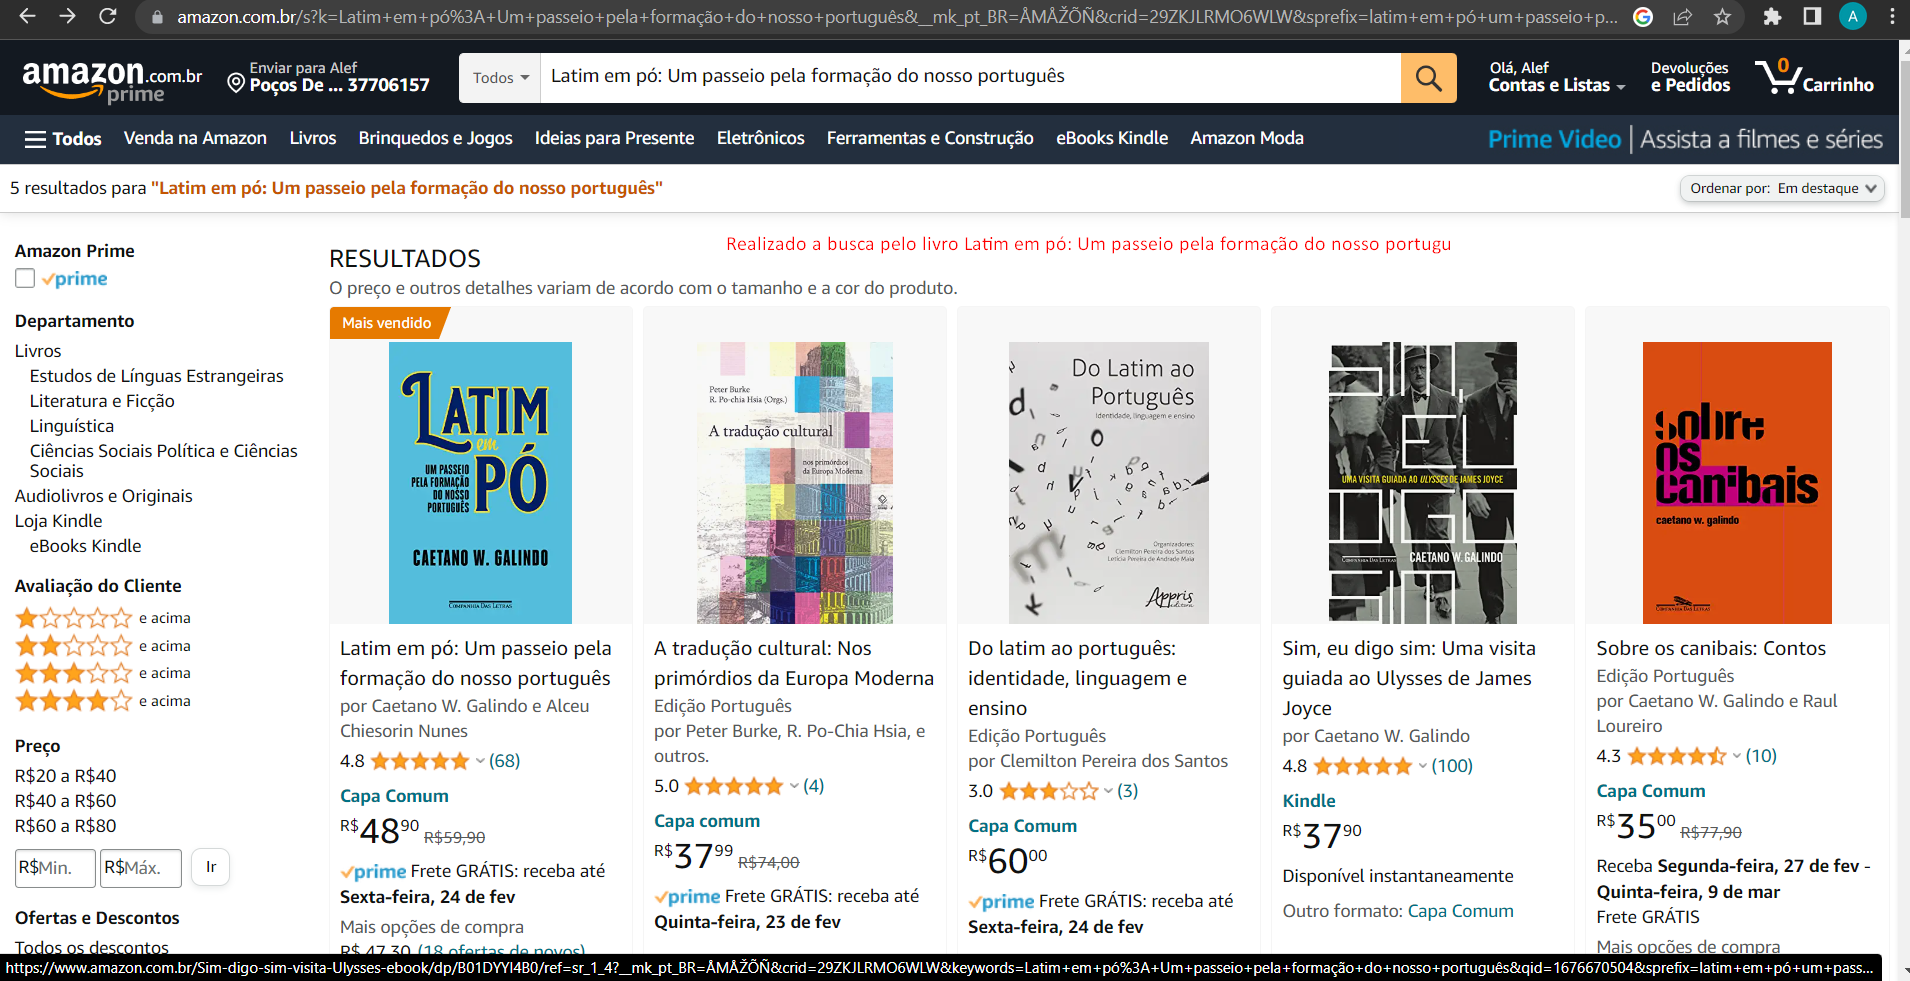 amazon.com.br/s?k=Latim+em+pó%3A+Um+passeio+pela+formação+do+nosso+português&__mk_pt_BR=ÅMÅŽÕÑ&crid=29ZKJLRMO6WLW&sprefix=latim+em+pó+um+passeio+p...
A
amazon.com.br
prime
Enviar para Alef
Poços De ... 37706157
Todos
Latim em pó: Um passeio pela formação do nosso português
Olá, Alef
Contas e Listas
Devoluções
e Pedidos
0
Carrinho
Todos
Venda na Amazon
Livros
Brinquedos e Jogos
Ideias para Presente
Eletrônicos
Ferramentas e Construção
eBooks Kindle
Amazon Moda
Prime Video | Assista a filmes e séries
5 resultados para "Latim em pó: Um passeio pela formação do nosso português"
Ordenar por: Em destaque
Amazon Prime
prime
Departamento
Livros
Estudos de Línguas Estrangeiras
Literatura e Ficção
Linguística
Ciências Sociais Política e Ciências
Sociais
Audiolivros e Originais
Loja Kindle
eBooks Kindle
Avaliação do Cliente
e acima
e acima
e acima
e acima
Preço
R$20 a R$40
R$40 a R$60
R$60 a R$80
R$ Min.
R$ Máx.
Ir
Ofertas e Descontos
Todos os descontos
RESULTADOS
Realizado a busca pelo livro Latim em pó: Um passeio pela formação do nosso portugu
O preço e outros detalhes variam de acordo com o tamanho e a cor do produto.
Mais vendido
LATIM
em
PÓ
UM PASSEIO
PELA FORMAÇÃO
DO NOSSO
PORTUGUÊS
CAETANO W. GALINDO
COMPANHIA DAS LETRAS
Latim em pó: Um passeio pela
formação do nosso português
por Caetano W. Galindo e Alceu
Chiesorin Nunes
4.8 (68)
Capa Comum
R$48 90 R$59,90
prime Frete GRÁTIS: receba até
Sexta-feira, 24 de fev
Mais opções de compra
R$ 47,30 (18 ofertas de novos)
Peter Burke
R. Po-chia Hsia (Orgs.)
A tradução cultural
nos primórdios
da Europa Moderna
A tradução cultural: Nos
primórdios da Europa Moderna
Edição Português
por Peter Burke, R. Po-Chia Hsia, e
outros.
5.0 (4)
Capa comum
R$37 99 R$74,00
prime Frete GRÁTIS: receba até
Quinta-feira, 23 de fev
Do Latim ao
Português
Identidade, linguagem e ensino
Organizadores:
Clemilton Pereira dos Santos
Letícia Pereira de Andrade Maia
Appris
editora
Do latim ao português:
identidade, linguagem e
ensino
Edição Português
por Clemilton Pereira dos Santos
3.0 (3)
Capa Comum
R$60 00
prime Frete GRÁTIS: receba até
Sexta-feira, 24 de fev
UMA VISITA GUIADA AO ULYSSES DE JAMES JOYCE
COMPANHIA DAS LETRAS
CAETANO W. GALINDO
Sim, eu digo sim: Uma visita
guiada ao Ulysses de James
Joyce
por Caetano W. Galindo
4.8 (100)
Kindle
R$37 90
Disponível instantaneamente
Outro formato: Capa Comum
sobre
os
canibais
caetano w. galindo
Sobre os canibais: Contos
Edição Português
por Caetano W. Galindo e Raul
Loureiro
4.3 (10)
Capa Comum
R$35 00 R$77,90
Receba Segunda-feira, 27 de fev -
Quinta-feira, 9 de mar
Frete GRÁTIS
Mais opções de compra
https://www.amazon.com.br/Sim-digo-sim-visita-Ulysses-ebook/dp/B01DYYI4B0/ref=sr_1_4?__mk_pt_BR=ÅMÅŽÕÑ&crid=29ZKJLRMO6WLW&keywords=Latim+em+pó%3A+Um+passeio+pela+formação+do+nosso+português&qid=1676670504&sprefix=latim+em+pó+um+pass...